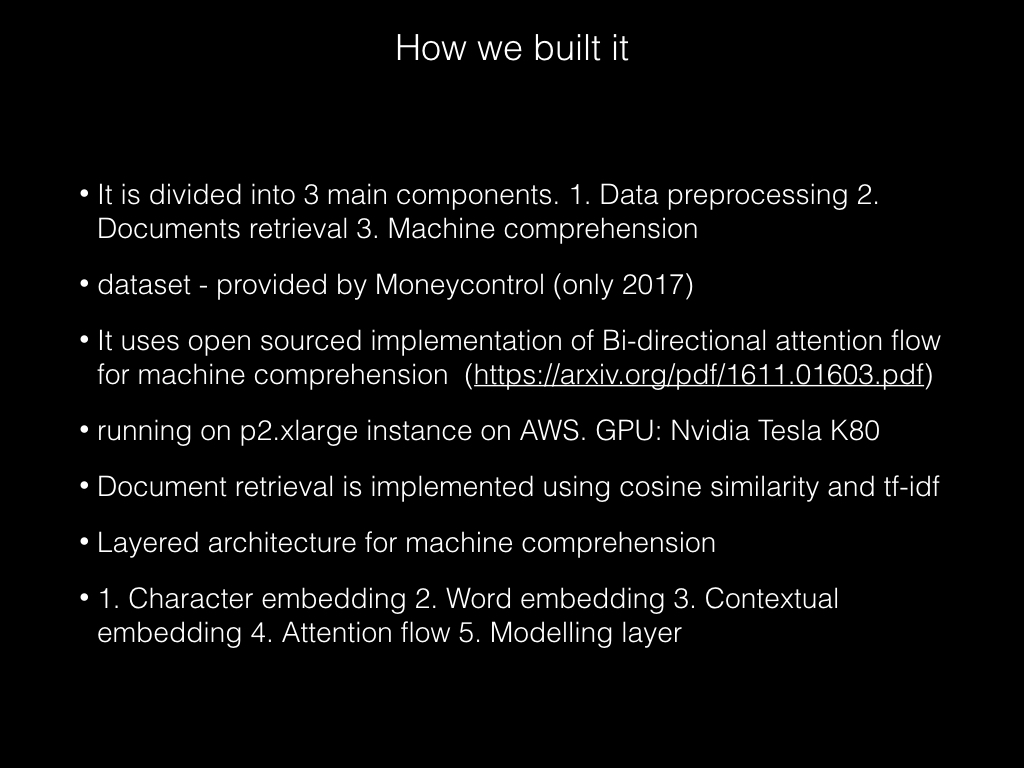 How we built it
• It is divided into 3 main components. 1. Data preprocessing 2.
Documents retrieval 3. Machine comprehension
• dataset - provided by Moneycontrol (only 2017)
• It uses open sourced implementation of Bi-directional attention flow
for machine comprehension (https://arxiv.org/pdf/1611.01603.pdf)
• running on p2.xlarge instance on AWS. GPU: Nvidia Tesla K80
• Document retrieval is implemented using cosine similarity and tf-idf
• Layered architecture for machine comprehension
• 1. Character embedding 2. Word embedding 3. Contextual
embedding 4. Attention flow 5. Modelling layer